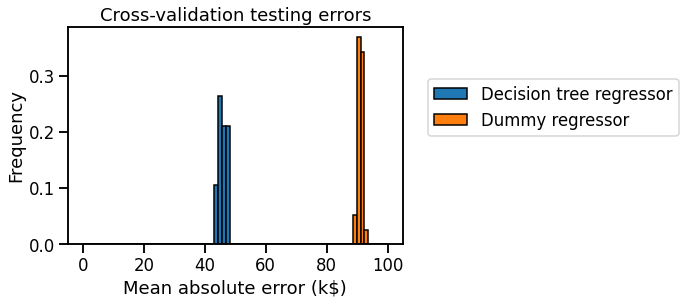 Cross-validation testing errors
Frequency
0.3
0.2
0.1
0.0
0 20 40 60 80 100
Mean absolute error (k$)
Decision tree regressor
Dummy regressor